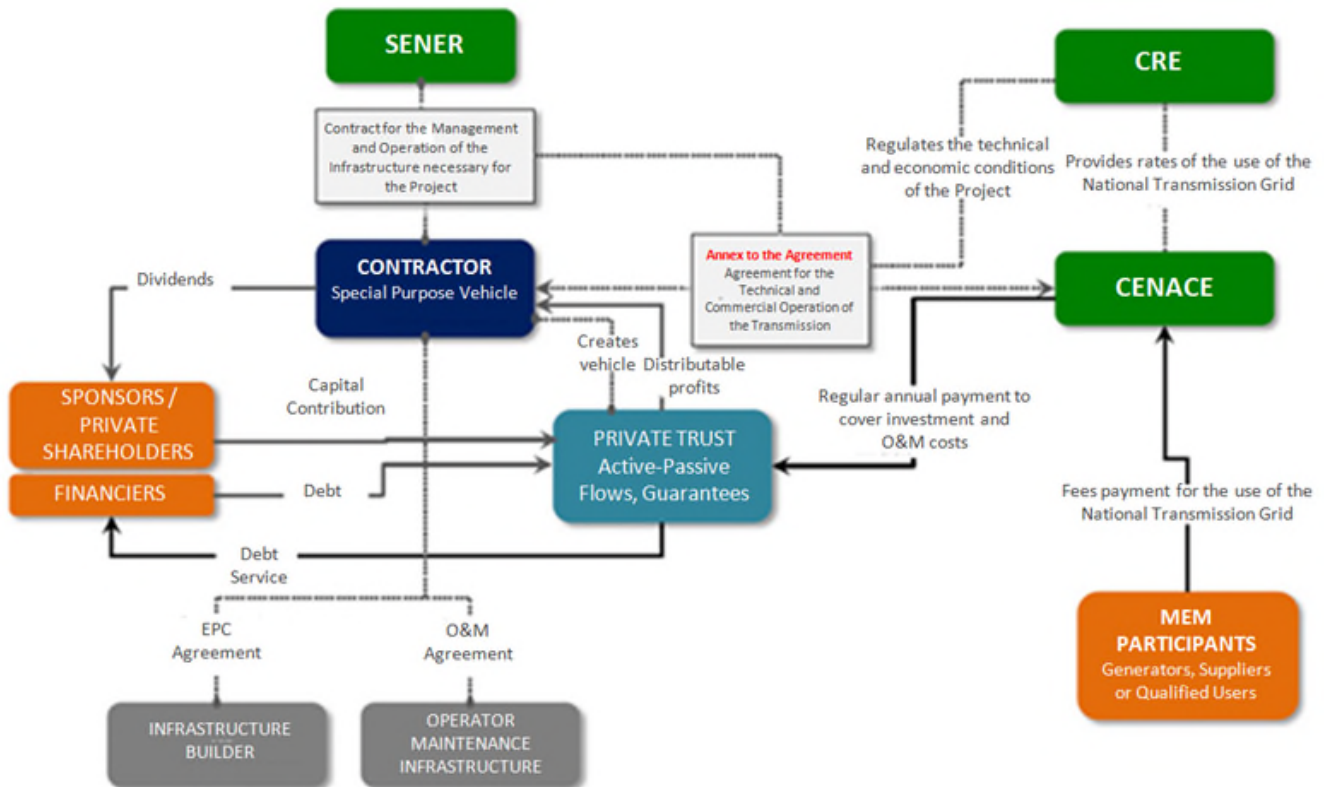 SENER
CRE
Contract for the Management
and Operation of the
Infrastructure necessary for
the Project
Regulates the technical
and economic conditions
of the Project
Provides rates of the use of the
National Transmission Grid
Annex to the Agreement
Agreement for the
Technical and
Commercial Operation of
the Transmission
CONTRACTOR
Special Purpose Vehicle
CENACE
Dividends
Creates
vehicle
Distributable
profits
Capital
Contribution
SPONSORS /
PRIVATE
SHAREHOLDERS
FINANCIERS
Debt
PRIVATE TRUST
Active-Passive
Flows, Guarantees
Regular annual payment to
cover investment and
O&M costs
Fees payment for the use of the
National Transmission Grid
Debt
Service
EPC
Agreement
O&M
Agreement
MEM
PARTICIPANTS
Generators, Suppliers
or Qualified Users
INFRASTRUCTURE
BUILDER
OPERATOR
MAINTENANCE
INFRASTRUCTURE